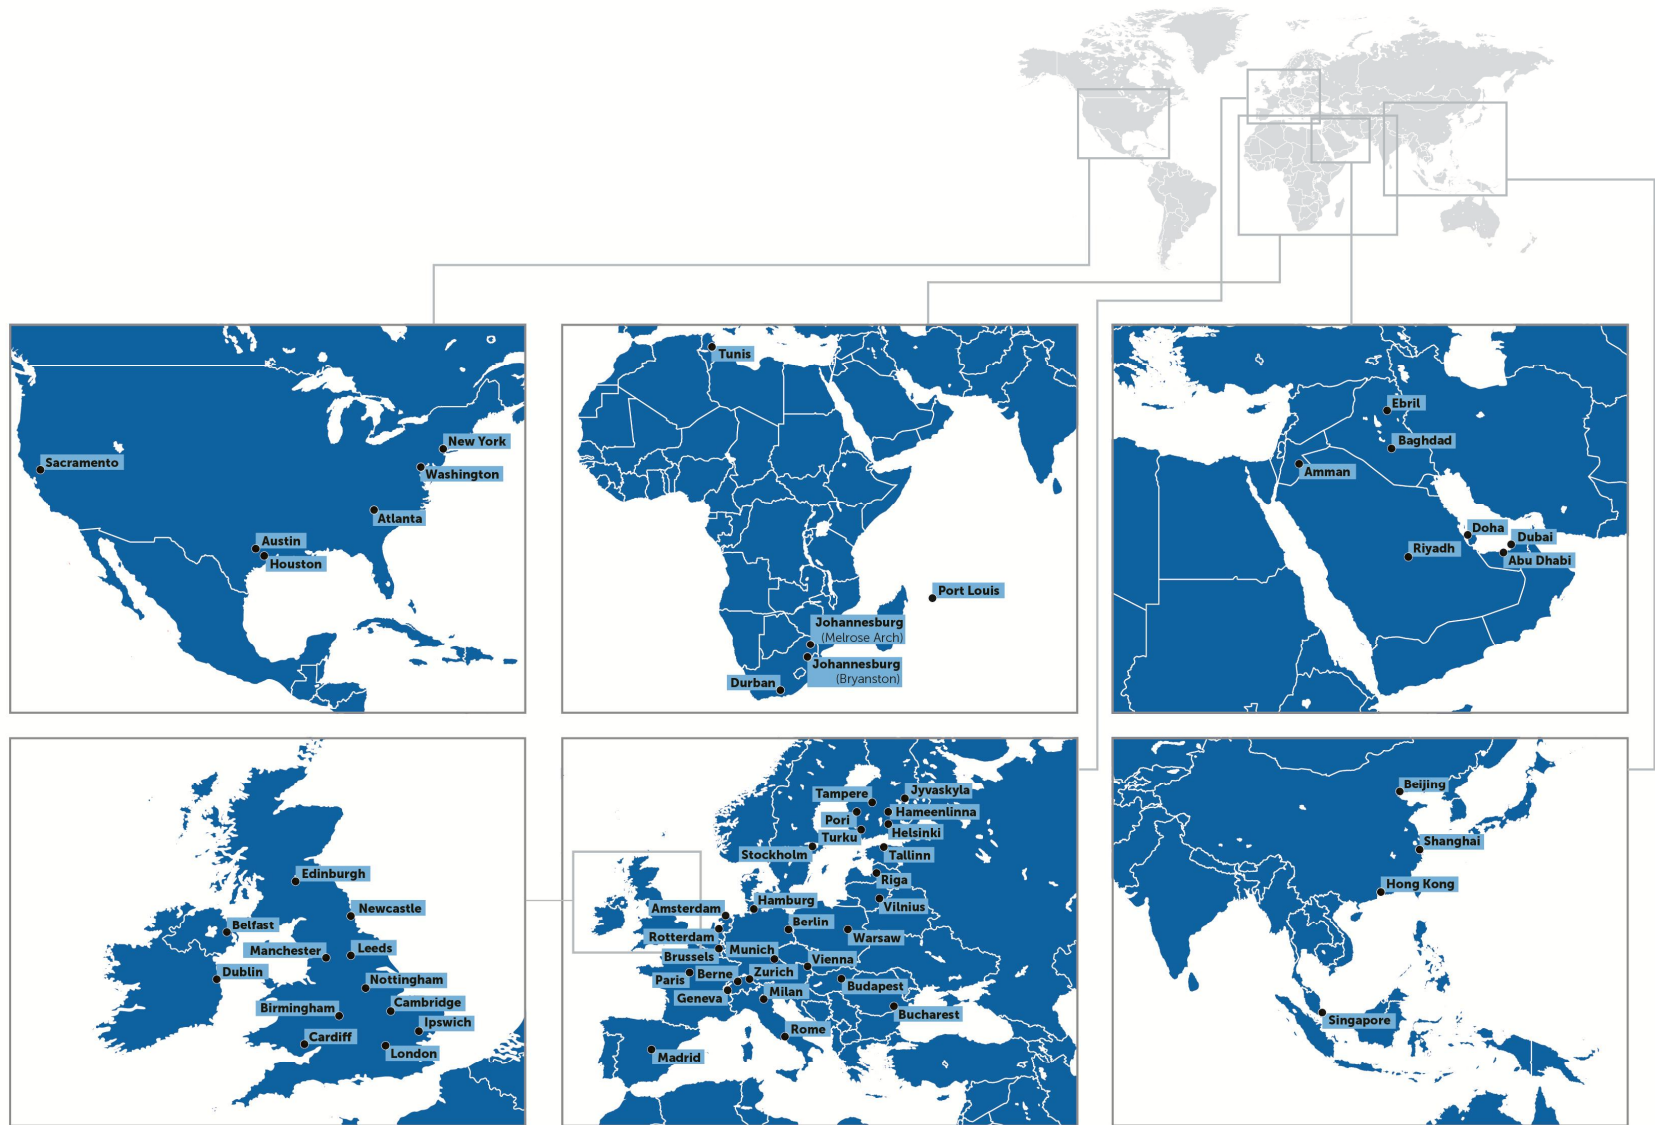 New York
Sacramento
Washington
Atlanta
Austin
Houston
Tunis
Port Louis
Johannesburg
(Melrose Arch)
Johannesburg
(Bryanston)
Durban
Ebril
Baghdad
Amman
Doha
Dubai
Riyadh
Abu Dhabi
Edinburgh
Newcastle
Belfast
Manchester
Leeds
Dublin
Nottingham
Birmingham
Cambridge
Ipswich
Cardiff
London
Tampere
Jyvaskyla
Pori
Hameenlinna
Turku
Helsinki
Stockholm
Tallinn
Riga
Hamburg
Vilnius
Amsterdam
Berlin
Rotterdam
Warsaw
Brussels
Munich
Vienna
Paris
Berne
Zurich
Geneva
Milan
Budapest
Bucharest
Rome
Madrid
Beijing
Shanghai
Hong Kong
Singapore